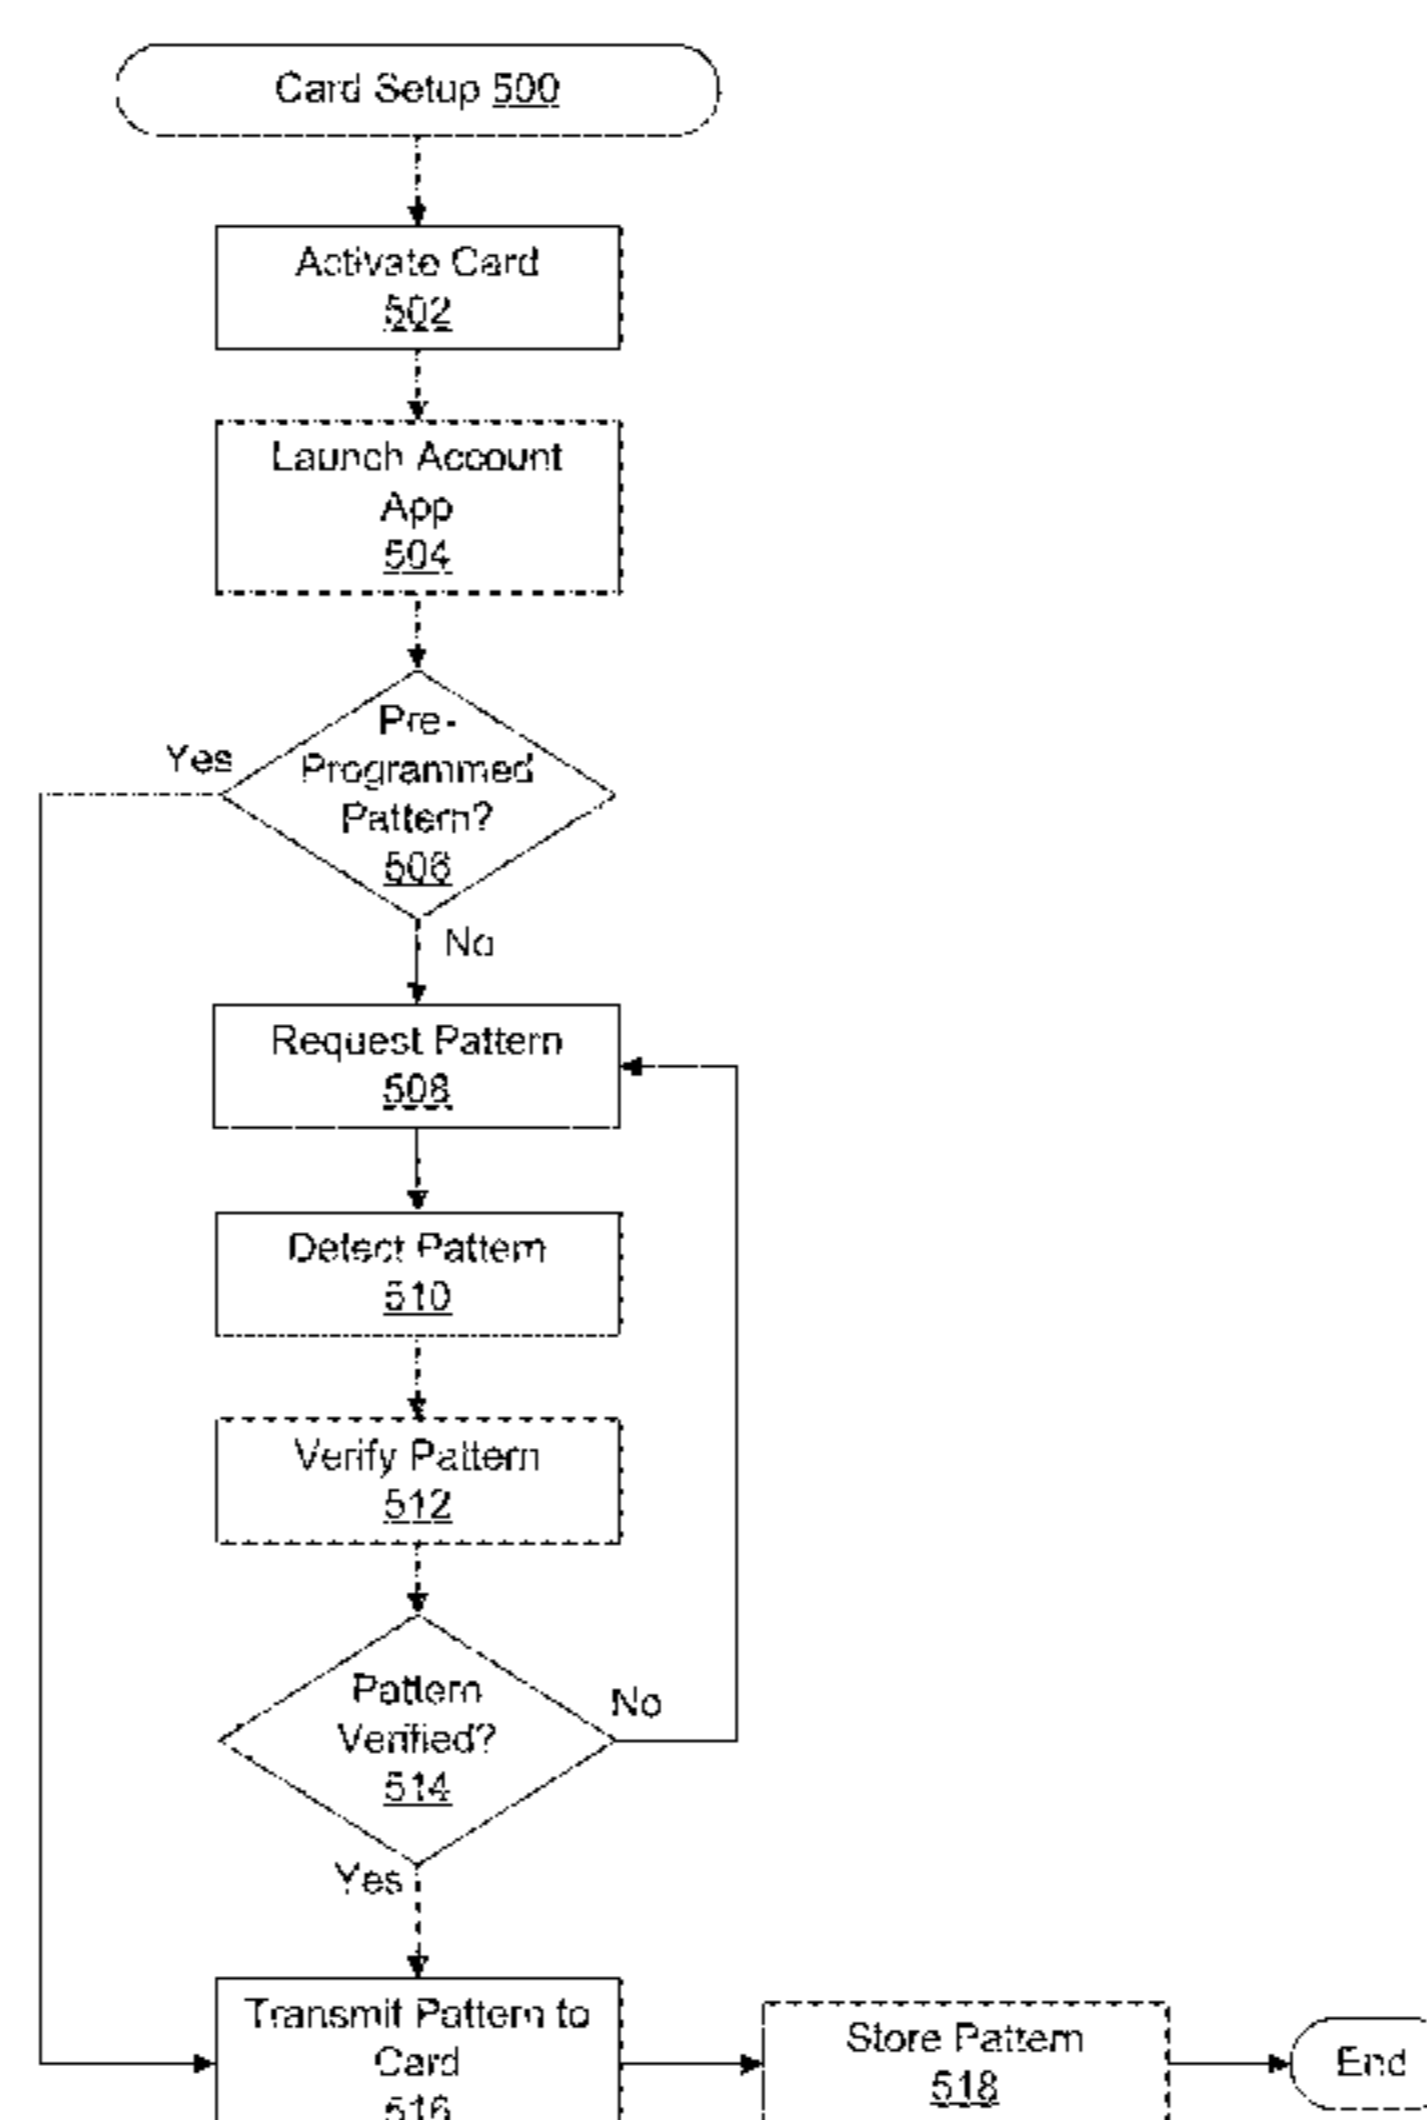 Card Setup 500
Activate Card
502
Launch Account
App
504
Pre-
Programmed
Pattern?
506
Yes
No
Request Pattern
508
Detect Pattern
510
Verify Pattern
512
Pattern
Verified?
514
No
Yes
Transmit Pattern to
Card
516
Store Pattern
518
End